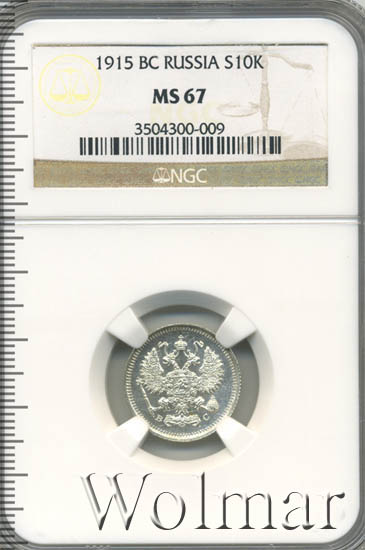 1915 BC RUSSIA S10K
MS 67
3504300-009
NGC
В С
Wolmar